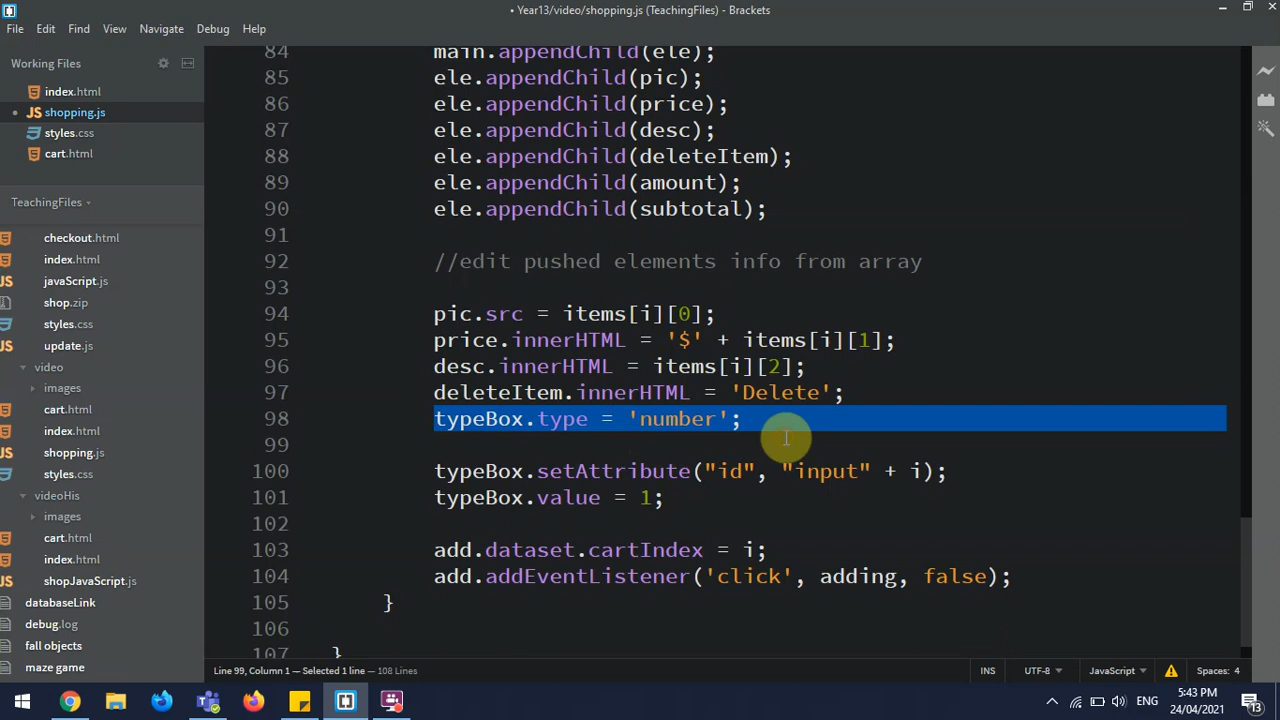 • Year13/video/shopping.js (TeachingFiles) - Brackets
File Edit Find View Navigate Debug Help
Working Files
index.html
• JS shopping.js
styles.css
cart.html
TeachingFiles
checkout.html
index.html
JS javaScript.js
shop.zip
styles.css
JS update.js
video
images
cart.html
index.html
JS shopping.js
styles.css
videoHis
images
cart.html
index.html
JS shopJavaScript.js
databaseLink
debug.log
fall objects
maze game
84 main.appendChild(ele);
85 ele.appendChild(pic);
86 ele.appendChild(price);
87 ele.appendChild(desc);
88 ele.appendChild(deleteItem);
89 ele.appendChild(amount);
90 ele.appendChild(subtotal);
91
92 //edit pushed elements info from array
93
94 pic.src = items[i][0];
95 price.innerHTML = '$' + items[i][1];
96 desc.innerHTML = items[i][2];
97 deleteItem.innerHTML = 'Delete';
98 typeBox.type = 'number';
99
100 typeBox.setAttribute("id", "input" + i);
101 typeBox.value = 1;
102
103 add.dataset.cartIndex = i;
104 add.addEventListener('click', adding, false);
105 }
106
107 }
Line 99, Column 1 — Selected 1 line — 108 Lines
INS UTF-8 JavaScript Spaces: 4
ENG
5:43 PM
24/04/2021
13